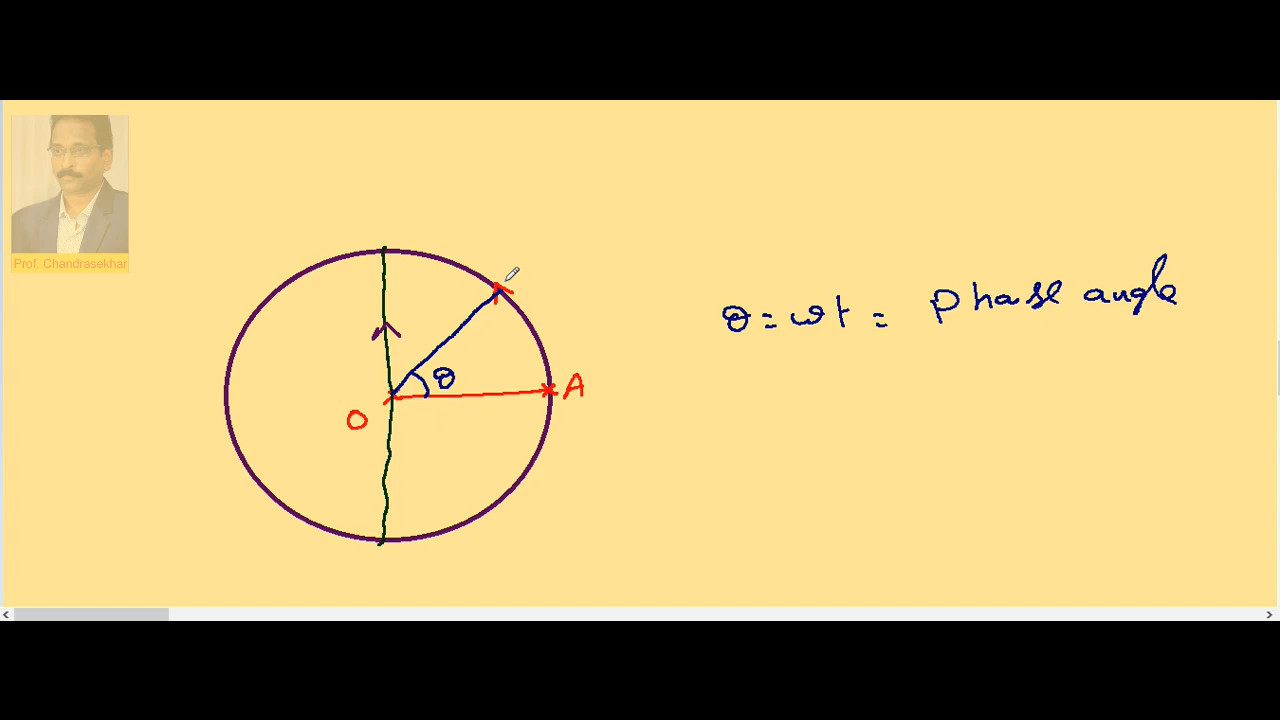 Prof. Chandrasekhar
θ = ωt = Phase angle
θ
A
O